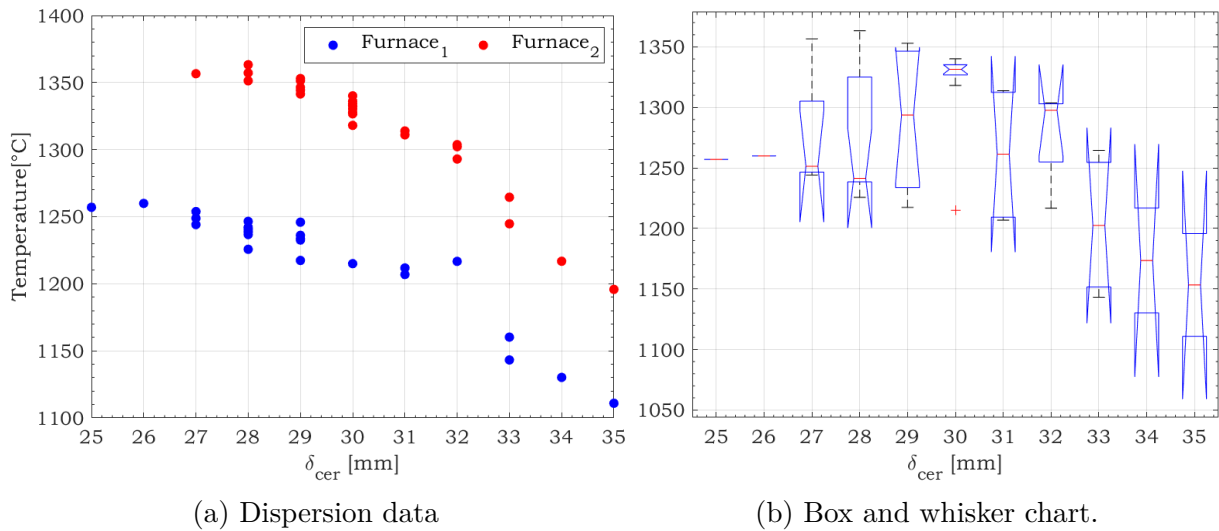 Furnace1 Furnace2
Temperature[°C]
1400
1350
1300
1250
1200
1150
1100
25 26 27 28 29 30 31 32 33 34 35
δcer [mm]
(a) Dispersion data
1350
1300
1250
1200
1150
1100
1050
25 26 27 28 29 30 31 32 33 34 35
δcer [mm]
(b) Box and whisker chart.